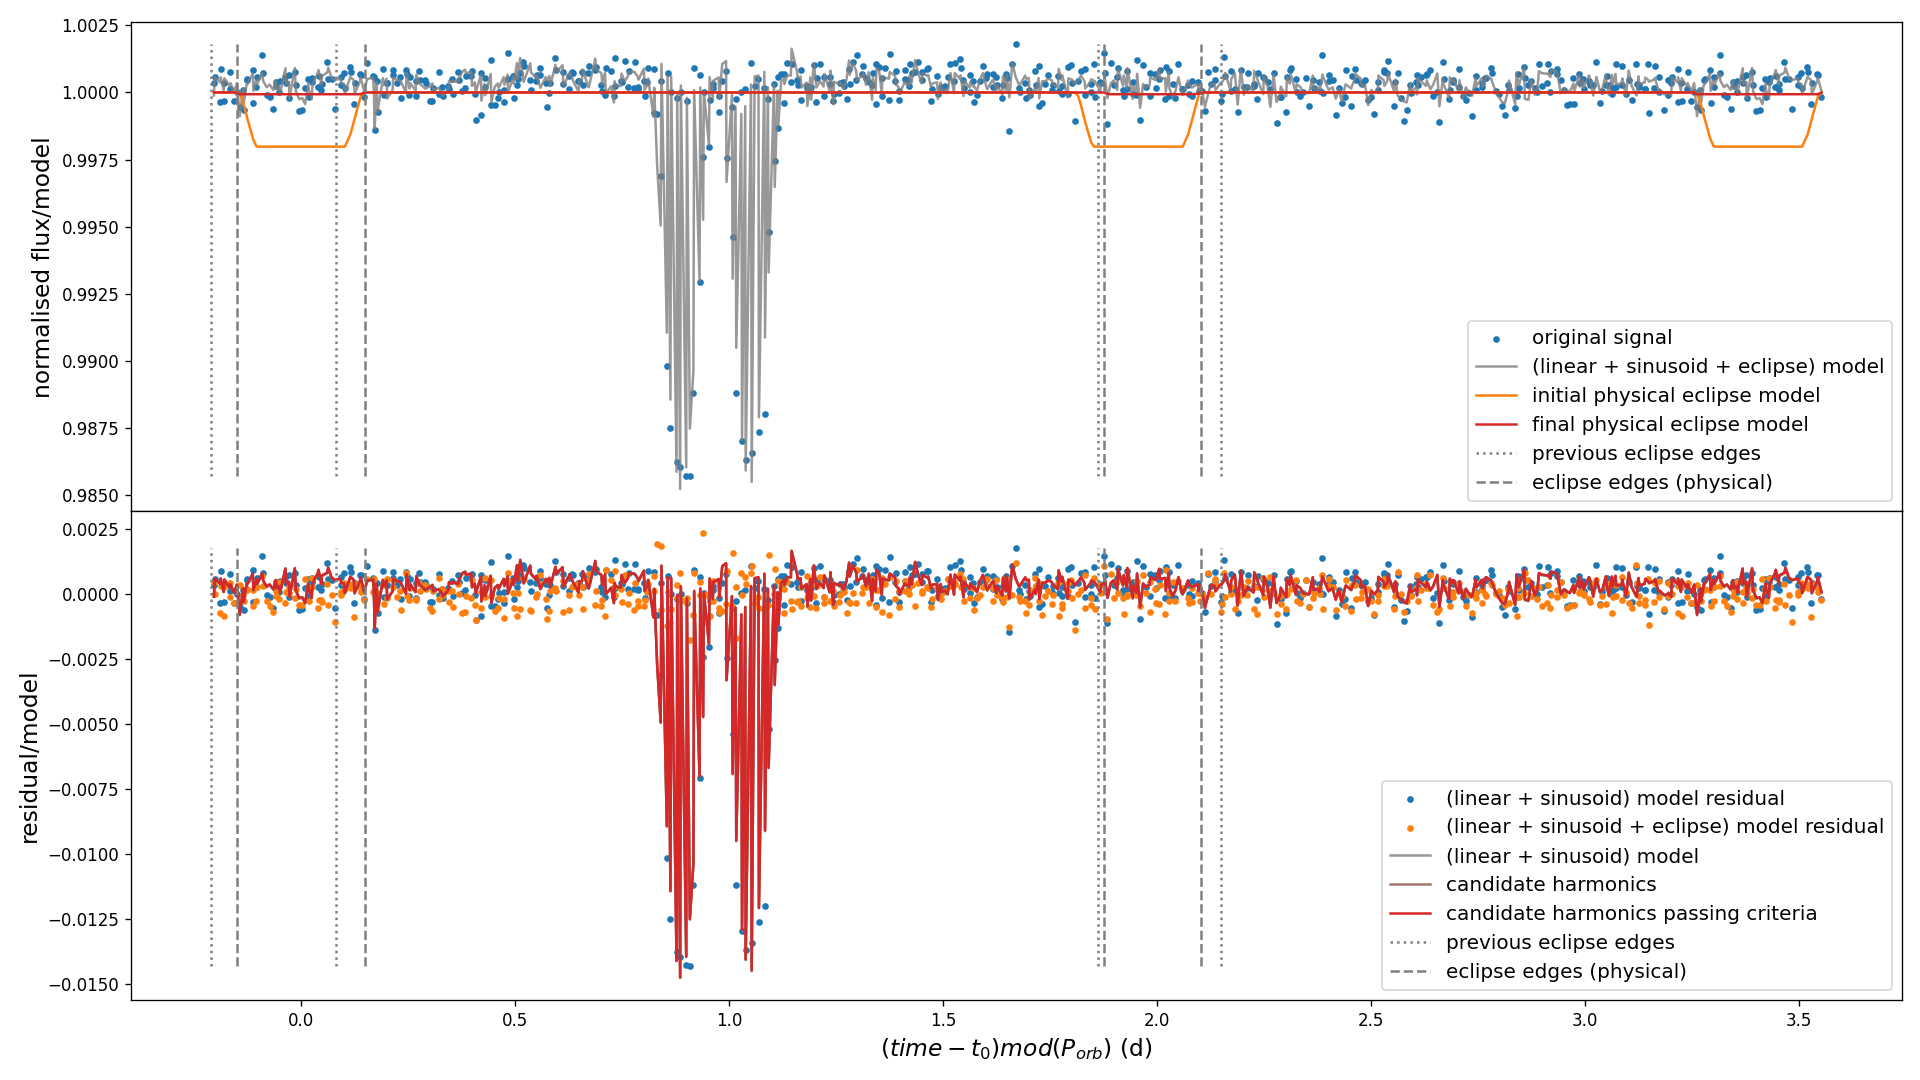 1.0025
1.0000
0.9975
0.9950
0.9925
0.9900
0.9875
0.9850
normalised flux/model
original signal
(linear + sinusoid + eclipse) model
initial physical eclipse model
final physical eclipse model
previous eclipse edges
eclipse edges (physical)
0.0025
0.0000
−0.0025
−0.0050
−0.0075
−0.0100
−0.0125
−0.0150
residual/model
(linear + sinusoid) model residual
(linear + sinusoid + eclipse) model residual
(linear + sinusoid) model
candidate harmonics
candidate harmonics passing criteria
previous eclipse edges
eclipse edges (physical)
0.0 0.5 1.0 1.5 2.0 2.5 3.0 3.5
(time − t₀)mod(P_orb) (d)